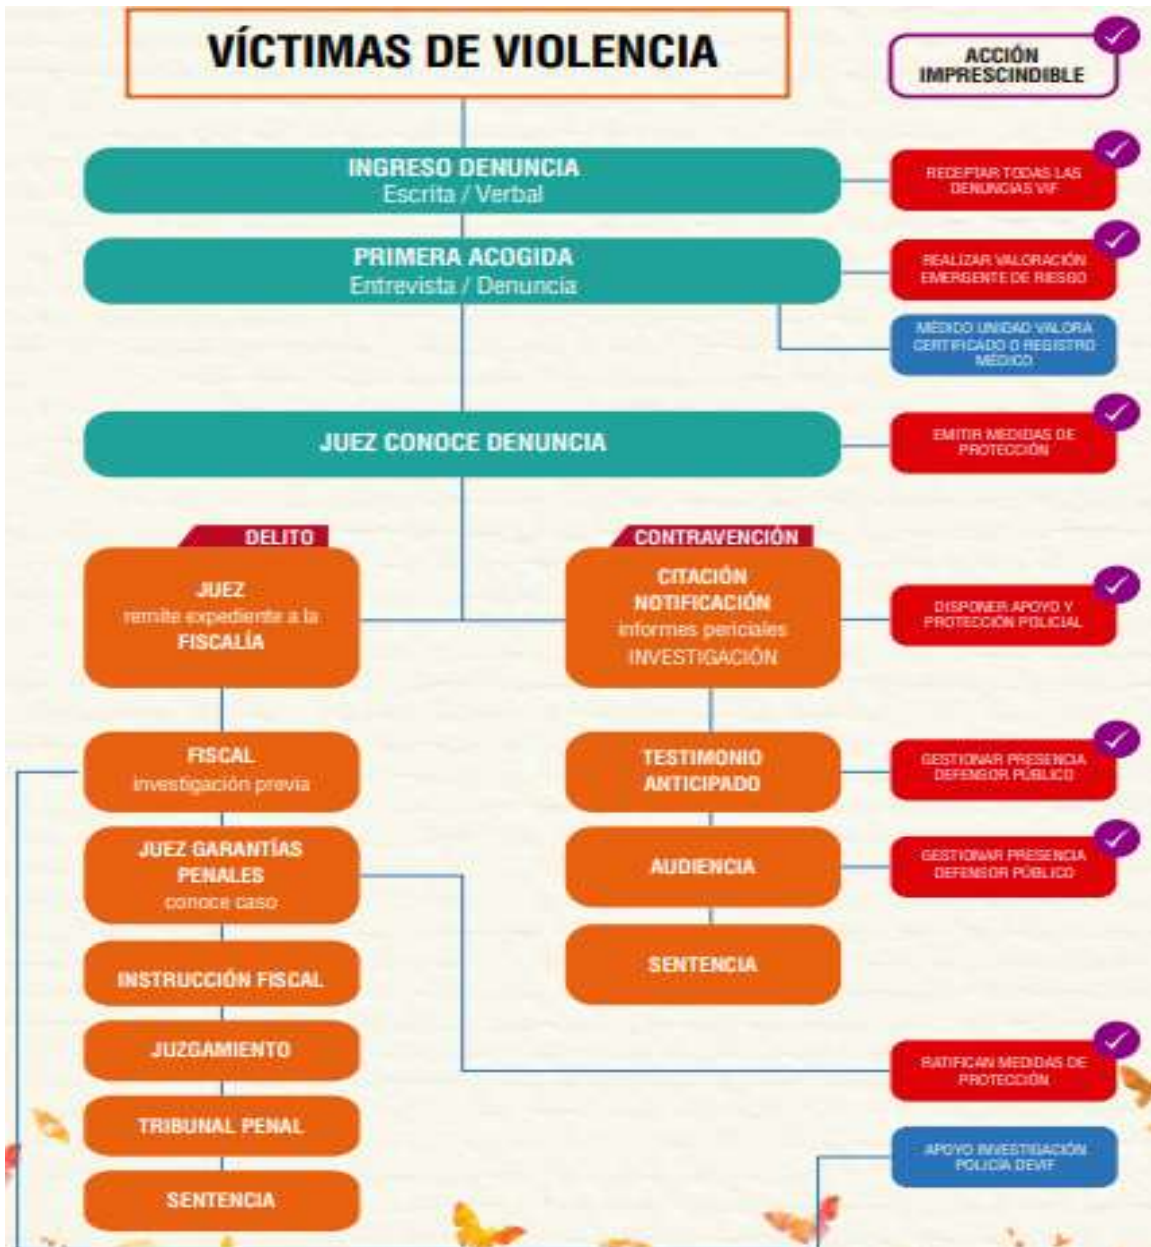 VÍCTIMAS DE VIOLENCIA
ACCIÓN
IMPRESCINDIBLE
INGRESO DENUNCIA
Escrita / Verbal
RECEPTAR TODAS LAS
DENUNCIAS VIF
PRIMERA ACOGIDA
Entrevista / Denuncia
REALIZAR VALORACIÓN
EMERGENTE DE RIESGO
MÉDICO UNIDAD VALORA
CERTIFICADO O REGISTRO
MÉDICO.
JUEZ CONOCE DENUNCIA
EMITIR MEDIDAS DE
PROTECCIÓN
DELITO
JUEZ
remite expediente a la
FISCALÍA
CONTRAVENCIÓN
CITACIÓN
NOTIFICACIÓN
informes periciales
INVESTIGACIÓN
DISPONER APOYO Y
PROTECCIÓN POLICIAL
FISCAL
investigación previa
TESTIMONIO
ANTICIPADO
GESTIONAR PRESENCIA
DEFENSOR PÚBLICO
JUEZ GARANTÍAS
PENALES
conoce caso
AUDIENCIA
GESTIONAR PRESENCIA
DEFENSOR PÚBLICO
INSTRUCCIÓN FISCAL
SENTENCIA
JUZGAMIENTO
RATIFICAN MEDIDAS DE
PROTECCIÓN
TRIBUNAL PENAL
APOYO INVESTIGACIÓN
POLICÍA DEVIF
SENTENCIA